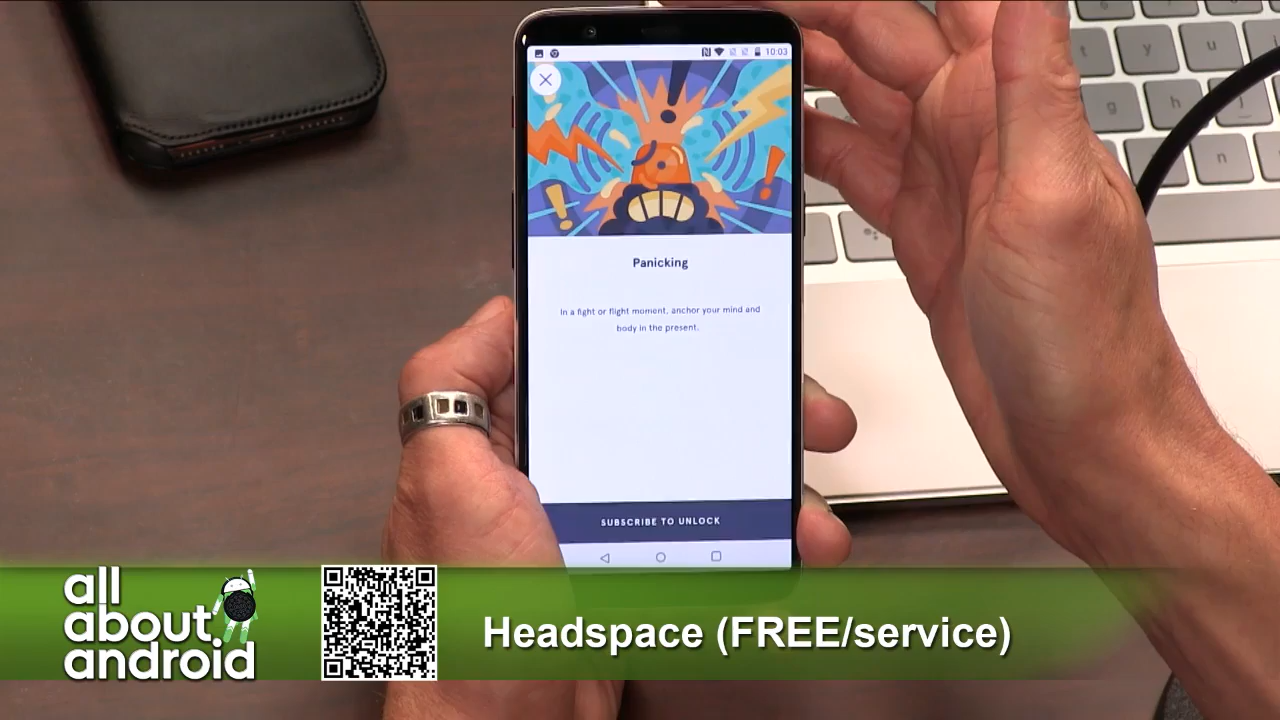 10:03
Panicking
In a fight or flight moment, anchor your mind and
body in the present.
SUBSCRIBE TO UNLOCK
t y u
g h j
n
all
about
android
Headspace (FREE/service)